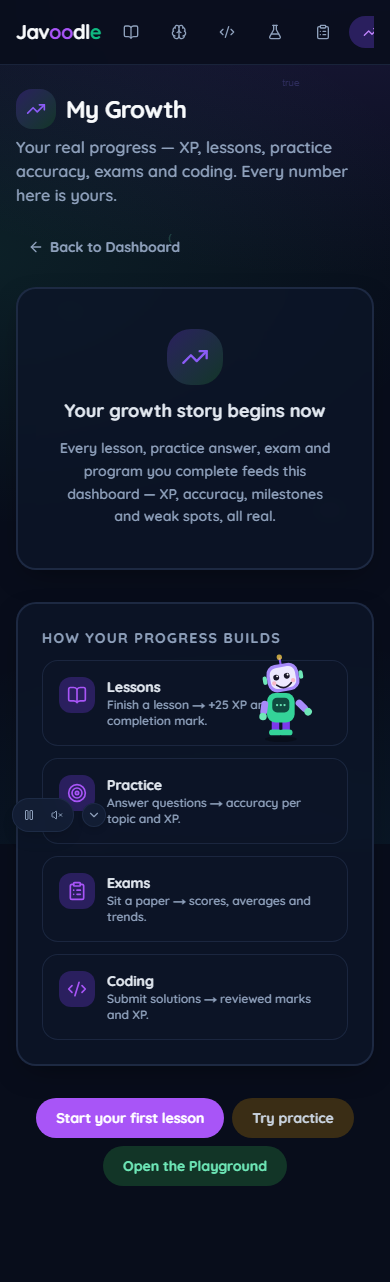 Javoodle
true
My Growth
Your real progress — XP, lessons, practice
accuracy, exams and coding. Every number
here is yours.
(
← Back to Dashboard
Your growth story begins now
Every lesson, practice answer, exam and
program you complete feeds this
dashboard — XP, accuracy, milestones
and weak spots, all real.
HOW YOUR PROGRESS BUILDS
Lessons
Finish a lesson → +25 XP
completion mark.
Practice
Answer questions → accuracy per
topic and XP.
Exams
Sit a paper → scores, averages and
trends.
Coding
Submit solutions → reviewed marks
and XP.
Start your first lesson
Try practice
Open the Playground